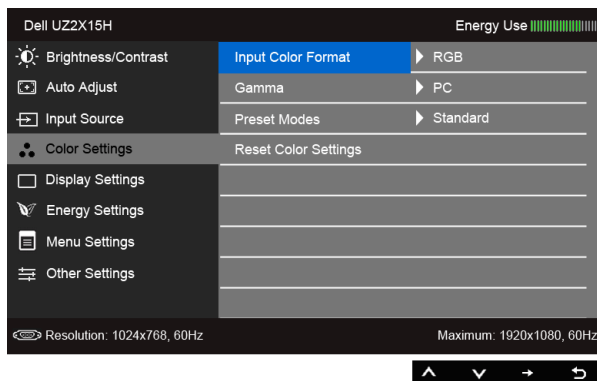 Dell UZ2X15H Energy Use
Brightness/Contrast Input Color Format RGB
Auto Adjust Gamma PC
Input Source Preset Modes Standard
Color Settings Reset Color Settings
Display Settings
Energy Settings
Menu Settings
Other Settings
Resolution: 1024x768, 60Hz Maximum: 1920x1080, 60Hz